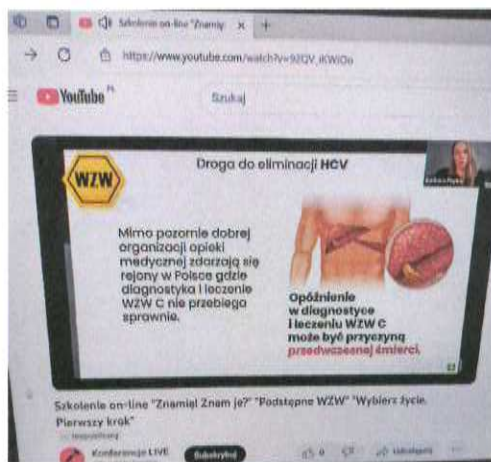 Szkolenie on-line "Znamię
https://www.youtube.com/watch?v=
YouTube PL
Szukaj
WZW
Droga do eliminacji HCV
Mimo pozornie dobrej
organizacji opieki
medycznej zdarzają się
rejony w Polsce gdzie
diagnostyka i leczenie
WZW C nie przebiega
sprawnie.
Opóźnienie
w diagnostyce
i leczeniu WZW C
może być przyczyną
przedwczesnej śmierci.
Szkolenie on-line "Znamię! Znam je?" "Podstępne WZW" "Wybierz życie.
Pierwszy krok"
Konferencje LIVE
Subskrybuj
0
Udostępnij